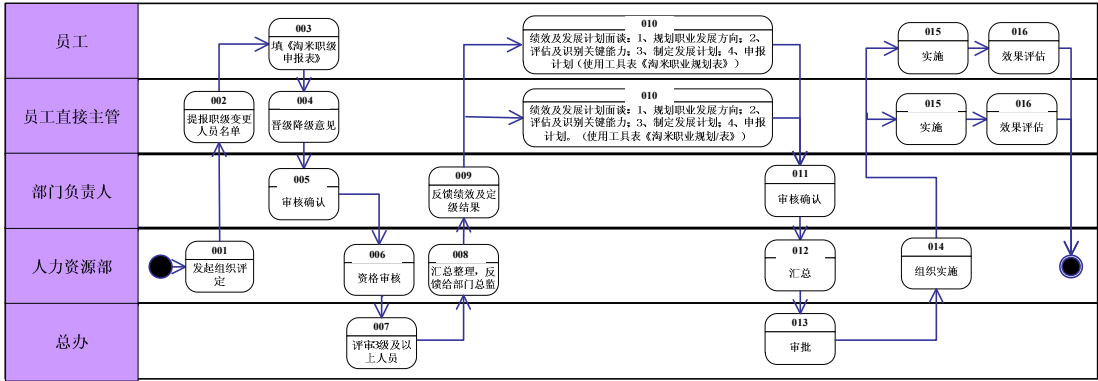 员工
003
填《淘米职级
申报表》
010
绩效及发展计划面谈：1、规划职业发展方向；2、
评估及识别关键能力；3、制定发展计划；4、申报
计划（使用工具表《淘米职业规划表》）
015
实施
016
效果评估
员工直接主管
002
提报职级变更
人员名单
004
晋级降级意见
010
绩效及发展计划面谈：1、规划职业发展方向；2、
评估及识别关键能力；3、制定发展计划；4、申报
计划。（使用工具表《淘米职业规划/表》）
015
实施
016
效果评估
部门负责人
005
审核确认
009
反馈绩效及定
级结果
011
审核确认
人力资源部
001
发起组织评
定
006
资格审核
008
汇总整理，反
馈给部门总监
012
汇总
014
组织实施
总办
007
评审3级及以
上人员
013
审批